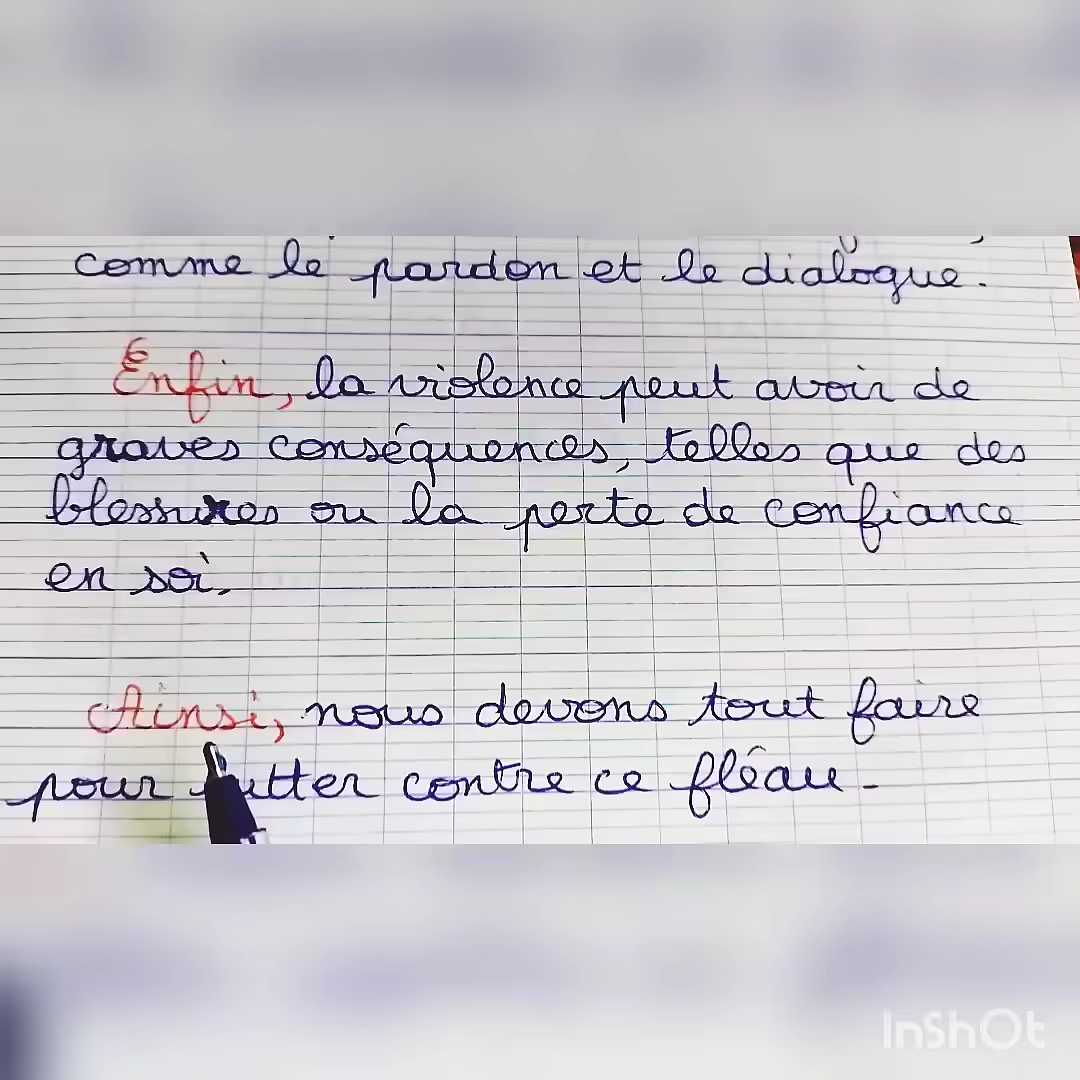 comme le pardon et le dialogue.
Enfin, la violence peut avoir de
graves conséquences, telles que des
blessures ou la perte de confiance
en soi.
Ainsi, nous devons tout faire
pour lutter contre ce fléau.
InShOt